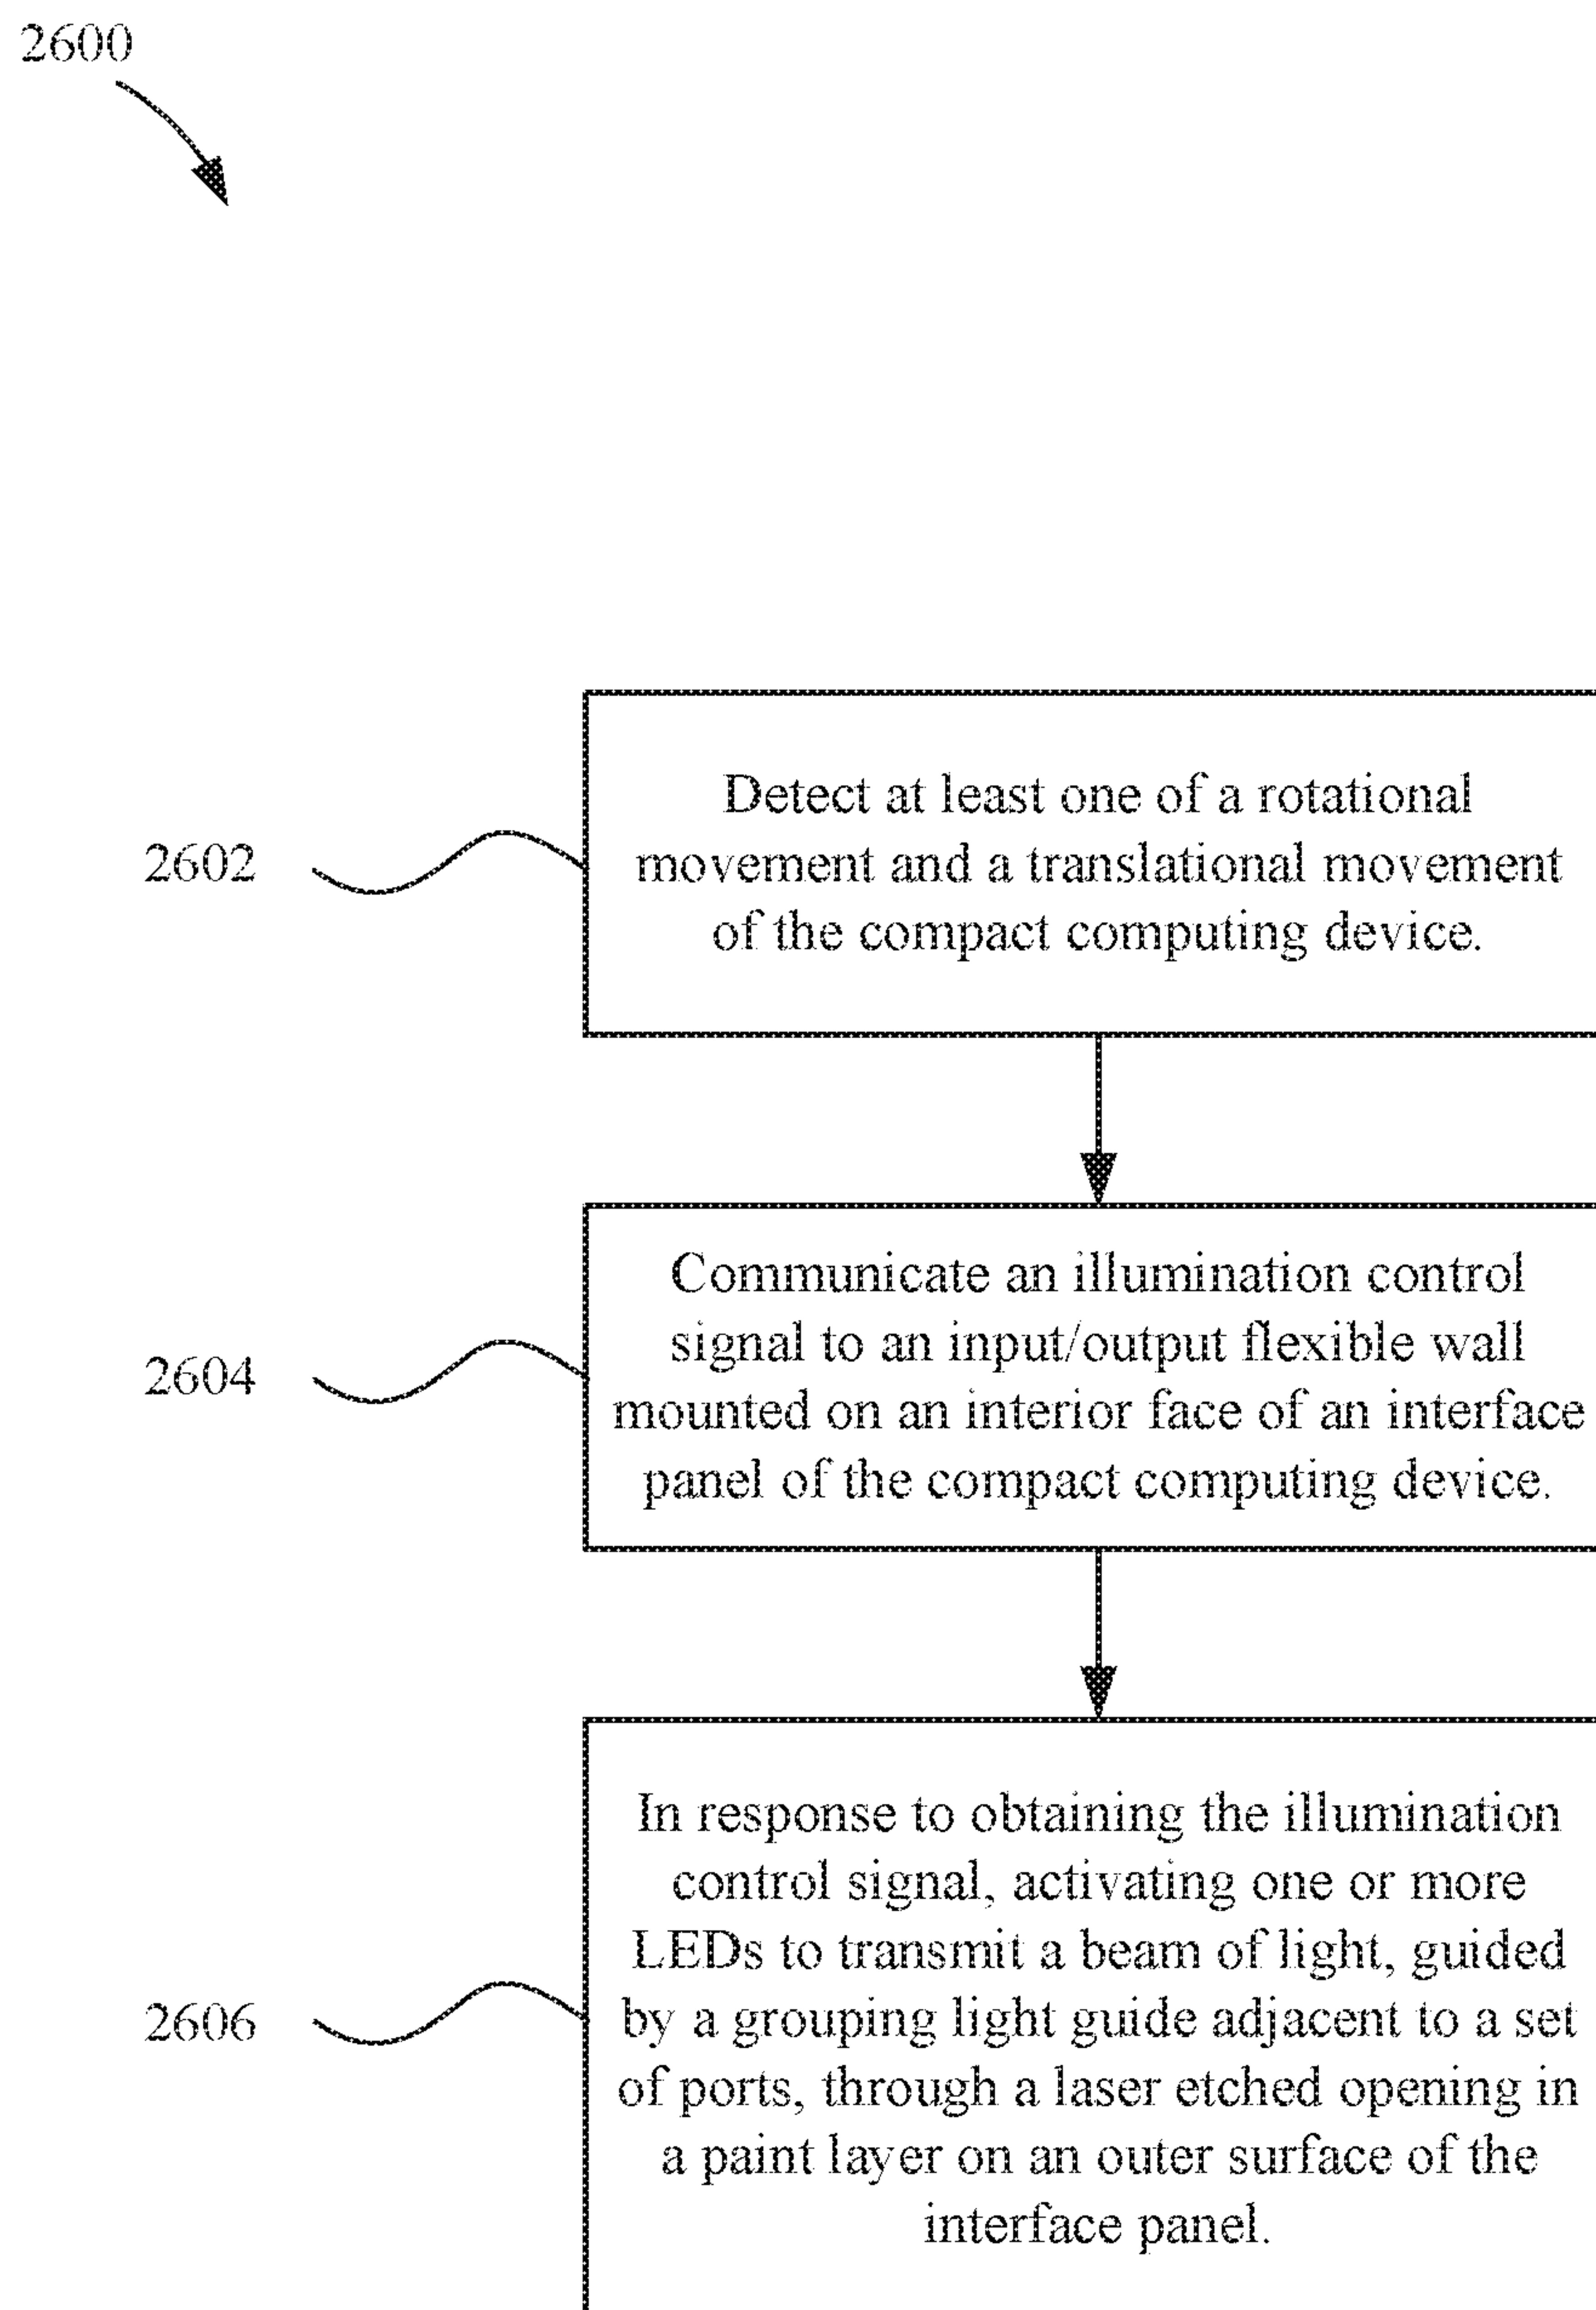 2600
2602
Detect at least one of a rotational
movement and a translational movement
of the compact computing device.
2604
Communicate an illumination control
signal to an input/output flexible wall
mounted on an interior face of an interface
panel of the compact computing device.
2606
In response to obtaining the illumination
control signal, activating one or more
LEDs to transmit a beam of light, guided
by a grouping light guide adjacent to a set
of ports, through a laser etched opening in
a paint layer on an outer surface of the
interface panel.